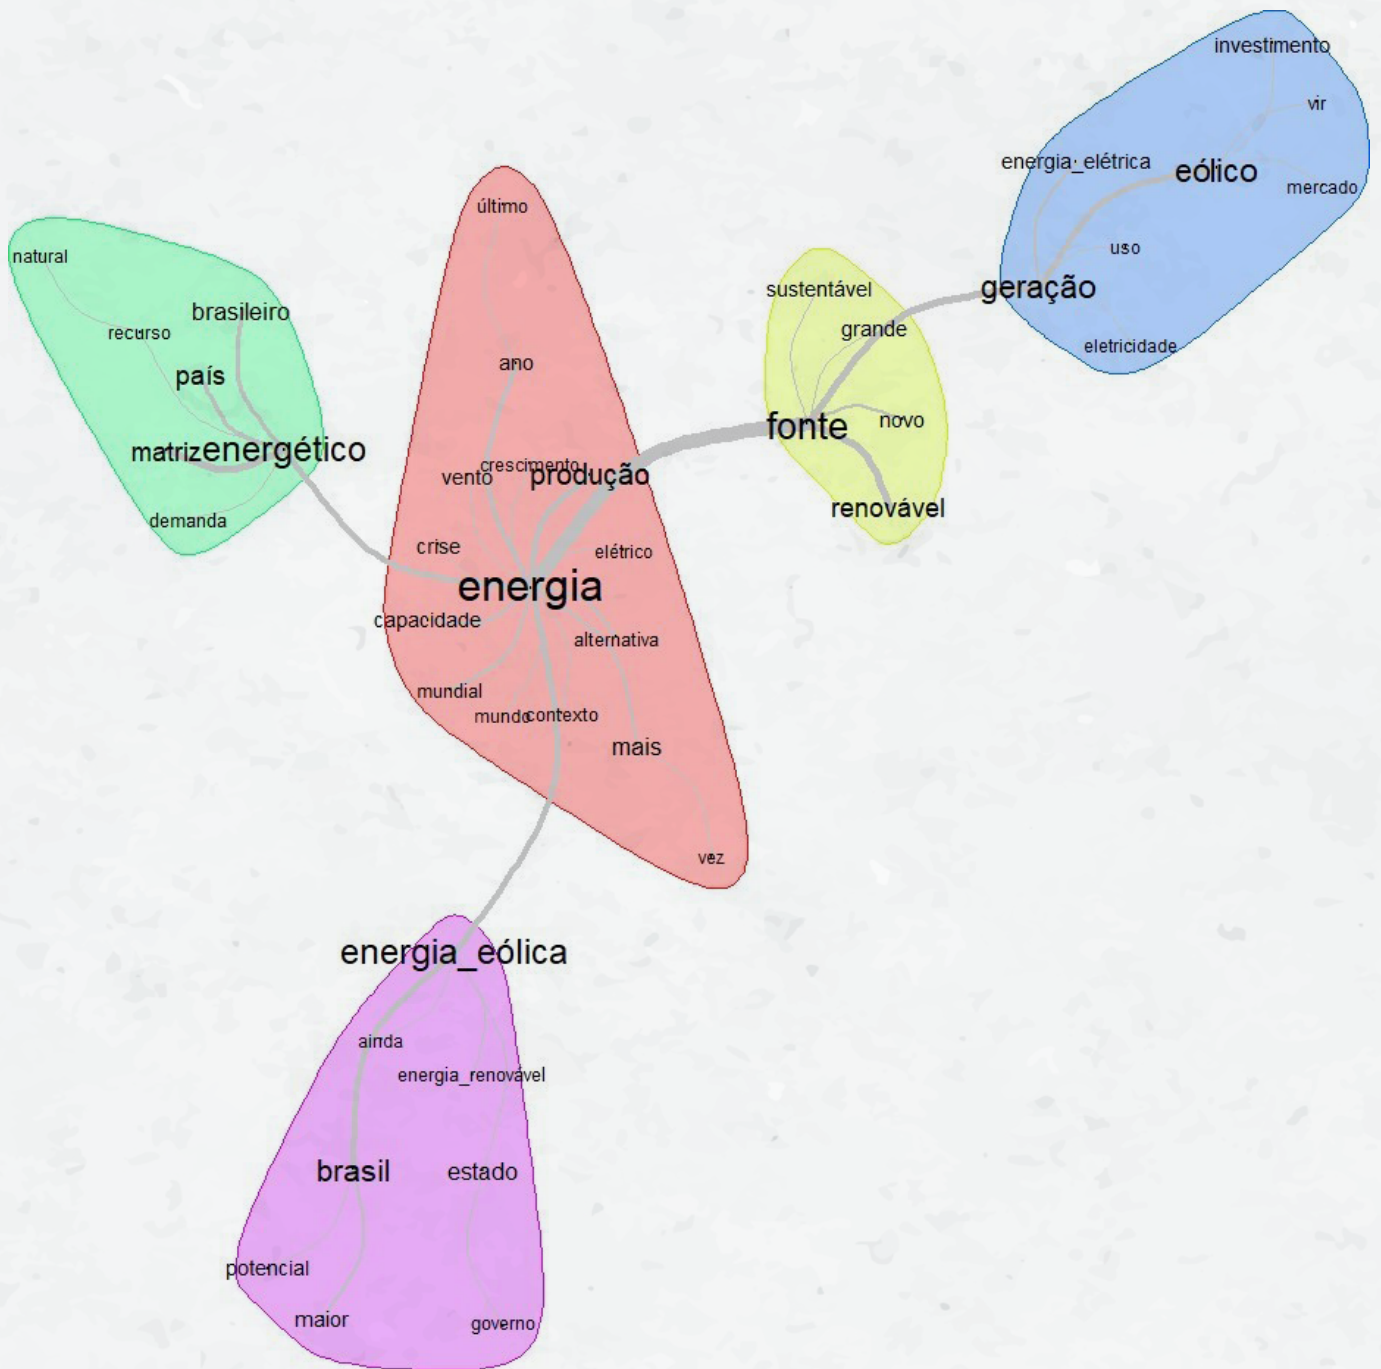 investimento
vir
energia_elétrica
eólico
mercado
uso
geração
eletricidade
sustentável
grande
fonte
novo
renovável
último
ano
crescimento
vento
produção
crise
elétrico
energia
capacidade
alternativa
mundial
mundo
contexto
mais
vez
natural
brasileiro
recurso
país
matriz
energético
demanda
energia_eólica
ainda
energia_renovável
brasil
estado
potencial
maior
governo